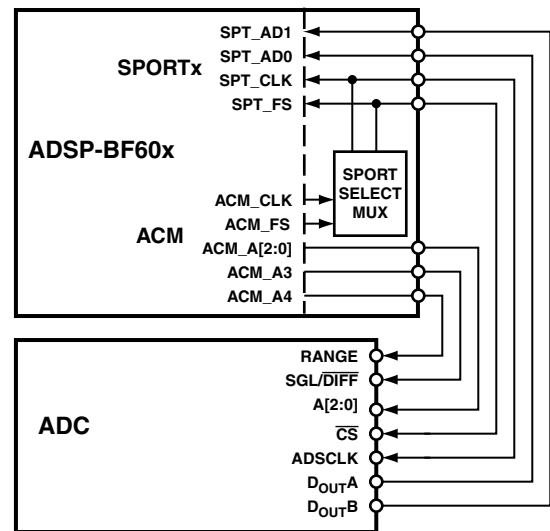 SPT_AD1
SPT_AD0
SPORTx
SPT_CLK
SPT_FS
ADSP-BF60x
SPORT
SELECT
MUX
ACM_CLK
ACM_FS
ACM
ACM_A[2:0]
ACM_A3
ACM_A4
RANGE
SGL/DIFF
A[2:0]
ADC
CS
ADSCLK
DOUTA
DOUTB